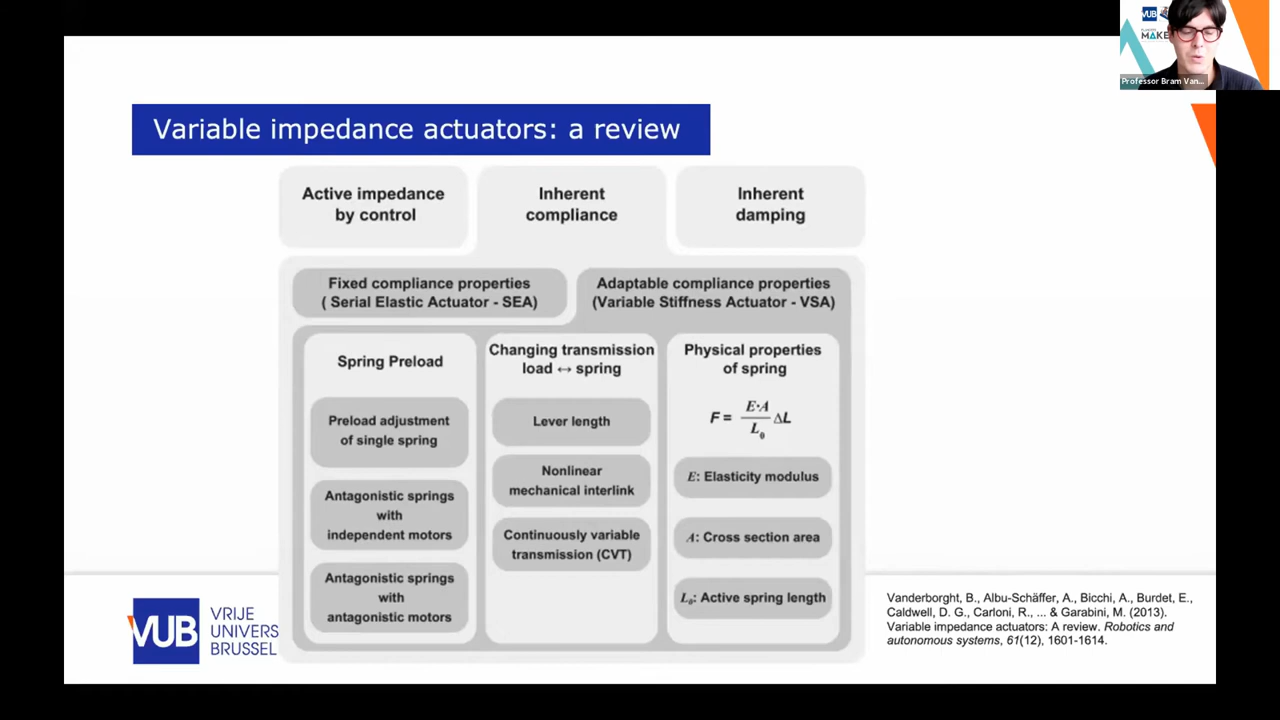 VUB
MAKE
Professor Bram Van...
Variable impedance actuators: a review
Active impedance
by control
Inherent
compliance
Inherent
damping
Fixed compliance properties
( Serial Elastic Actuator - SEA)
Adaptable compliance properties
(Variable Stiffness Actuator - VSA)
Spring Preload
Preload adjustment
of single spring
Antagonistic springs
with
independent motors
Antagonistic springs
with
antagonistic motors
Changing transmission
load ↔ spring
Lever length
Nonlinear
mechanical interlink
Continuously variable
transmission (CVT)
Physical properties
of spring
F = E·A / L₀ ΔL
E: Elasticity modulus
A: Cross section area
L₀: Active spring length
VUB
VRIJE
UNIVERS
BRUSSEL
Vanderborght, B., Albu-Schäffer, A., Bicchi, A., Burdet, E.,
Caldwell, D. G., Carloni, R., ... & Garabini, M. (2013).
Variable impedance actuators: A review. Robotics and
autonomous systems, 61(12), 1601-1614.